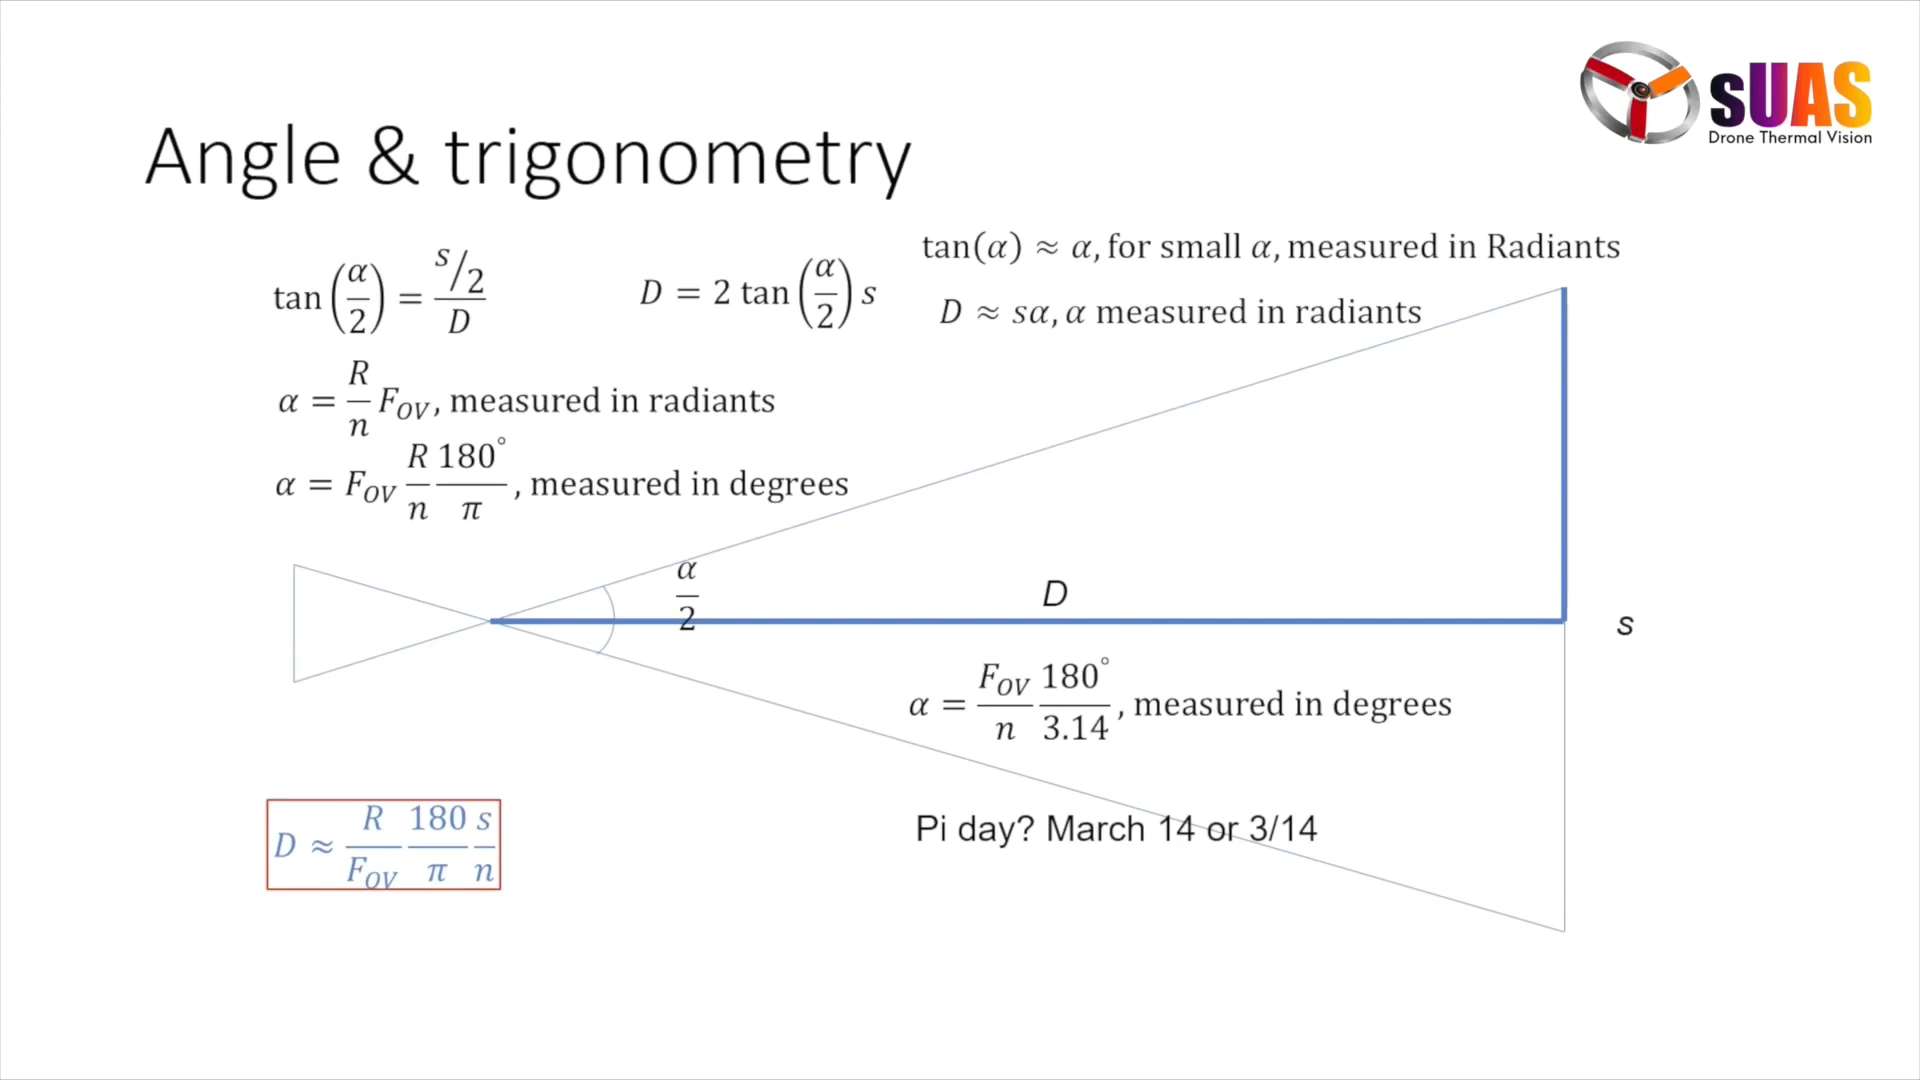 sUAS
Drone Thermal Vision
Angle & trigonometry
tan(α/2) = (s/2)/D
D = 2 tan(α/2) s
tan(α) ≈ α, for small α, measured in Radiants
D ≈ sα, α measured in radiants
α = R/n F_OV, measured in radiants
α = F_OV R/n 180°/π, measured in degrees
α/2
D
s
α = F_OV/n 180°/3.14, measured in degrees
D ≈ R/F_OV 180/π s/n
Pi day? March 14 or 3/14